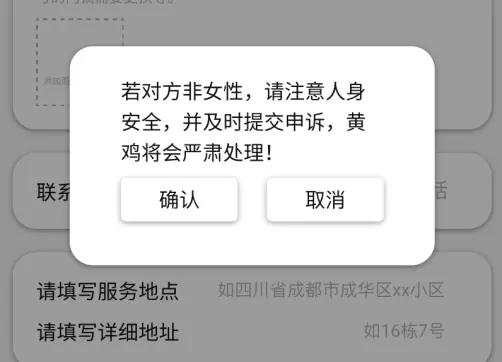 若对方非女性，请注意人身
安全，并及时提交申诉，黄
鸡将会严肃处理！
确认
取消
联系
话
请填写服务地点
如四川省成都市成华区xx小区
请填写详细地址
如16栋7号